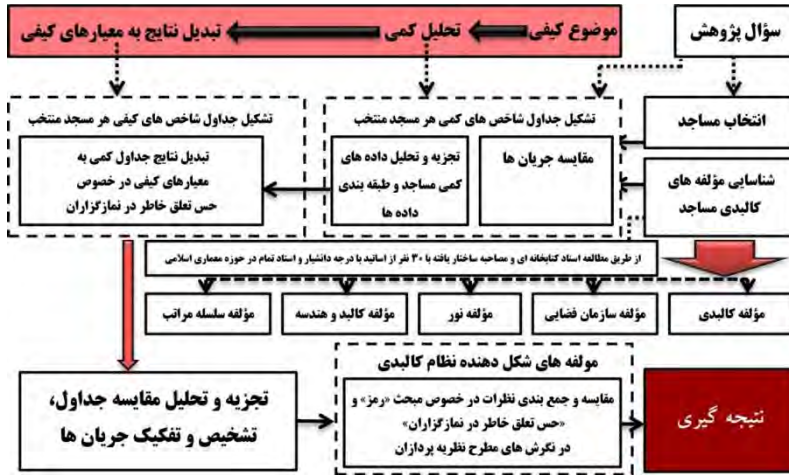 سؤال پژوهش
موضوع کیفی
تحلیل کمی
تبدیل نتایج به معیارهای کیفی
انتخاب مساجد
شناسایی مؤلفه های
کالبدی مساجد
تشکیل جداول شاخص های کمی هر مسجد منتخب
مقایسه جریان ها
تجزیه و تحلیل داده های
کمی مساجد و طبقه بندی
داده ها
تشکیل جداول شاخص های کیفی هر مسجد منتخب
تبدیل نتایج جداول کمی به
معیارهای کیفی در خصوص
حس تعلق خاطر در نمازگزاران
از طریق مطالعه اسناد کتابخانه ای و مصاحبه ساختار یافته با ۳۰ نفر از اساتید با درجه دانشیار و استاد تمام در حوزه معماری اسلامی
مؤلفه کالبدی
مؤلفه سازمان فضایی
مؤلفه نور
مؤلفه کالبد و هندسه
مؤلفه سلسله مراتب
مولفه های شکل دهنده نظام کالبدی
مقایسه و جمع بندی نظرات در خصوص مبحث «رمز» و
«حس تعلق خاطر در نمازگزاران»
در نگرش های مطرح نظریه پردازان
تجزیه و تحلیل مقایسه جداول،
تشخیص و تفکیک جریان ها
نتیجه گیری